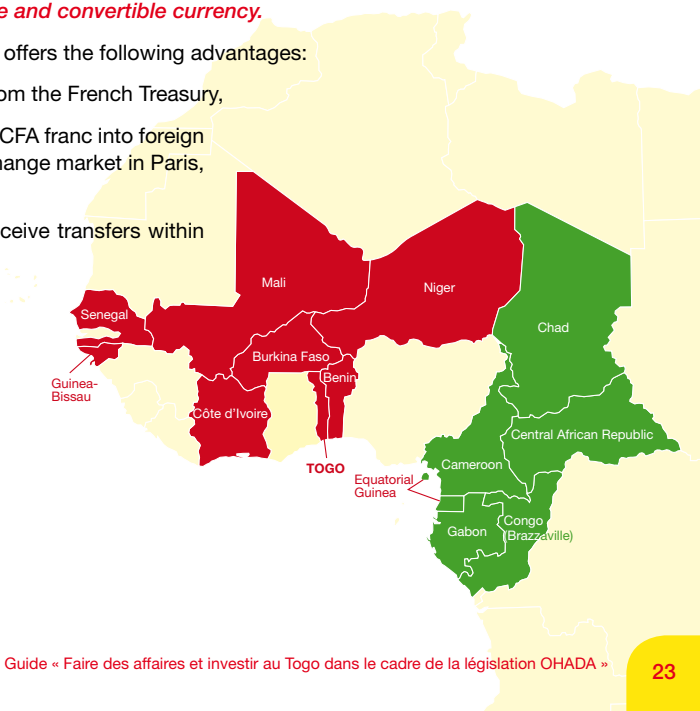 e and convertible currency.
offers the following advantages:
om the French Treasury,
CFA franc into foreign
hange market in Paris,
ceive transfers within
Mali
Niger
Senegal
Chad
Burkina Faso
Benin
Guinea-
Bissau
Côte d'Ivoire
Central African Republic
TOGO
Cameroon
Equatorial
Guinea
Congo
(Brazzaville)
Gabon
Guide « Faire des affaires et investir au Togo dans le cadre de la législation OHADA »
23